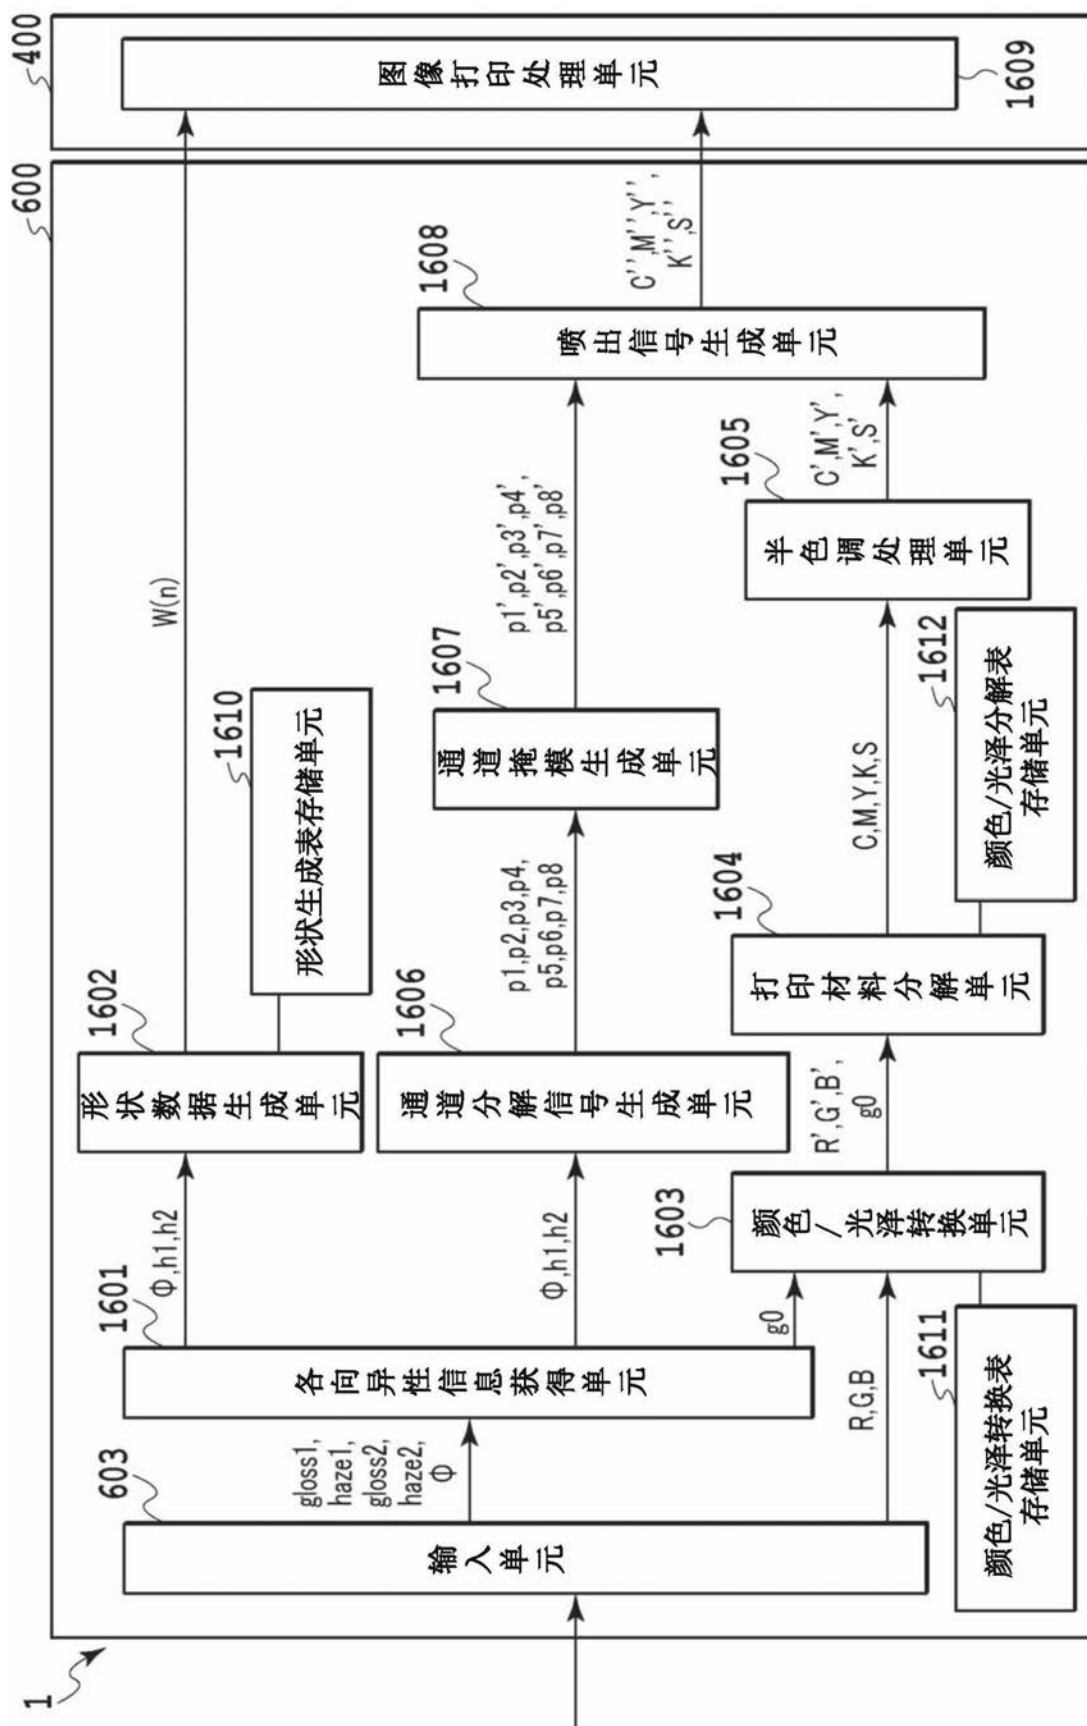 1
600
400
603
输入单元
gloss1,
haze1,
gloss2,
haze2,
Φ
R,G,B
1601
各向异性信息获得单元
Φ,h1,h2
Φ,h1,h2
g0
1602
形状数据生成单元
1610
形状生成表存储单元
W(n)
1606
通道分解信号生成单元
p1,p2,p3,p4,
p5,p6,p7,p8
1607
通道掩模生成单元
p1',p2',p3',p4',
p5',p6',p7',p8'
1603
颜色/光泽转换单元
1611
颜色/光泽转换表
存储单元
R',G',B',
g0
1604
打印材料分解单元
1612
颜色/光泽分解表
存储单元
C,M,Y,K,S
1605
半色调处理单元
C',M',Y',
K',S'
1608
喷出信号生成单元
C'',M'',Y'',
K'',S''
图像打印处理单元
1609